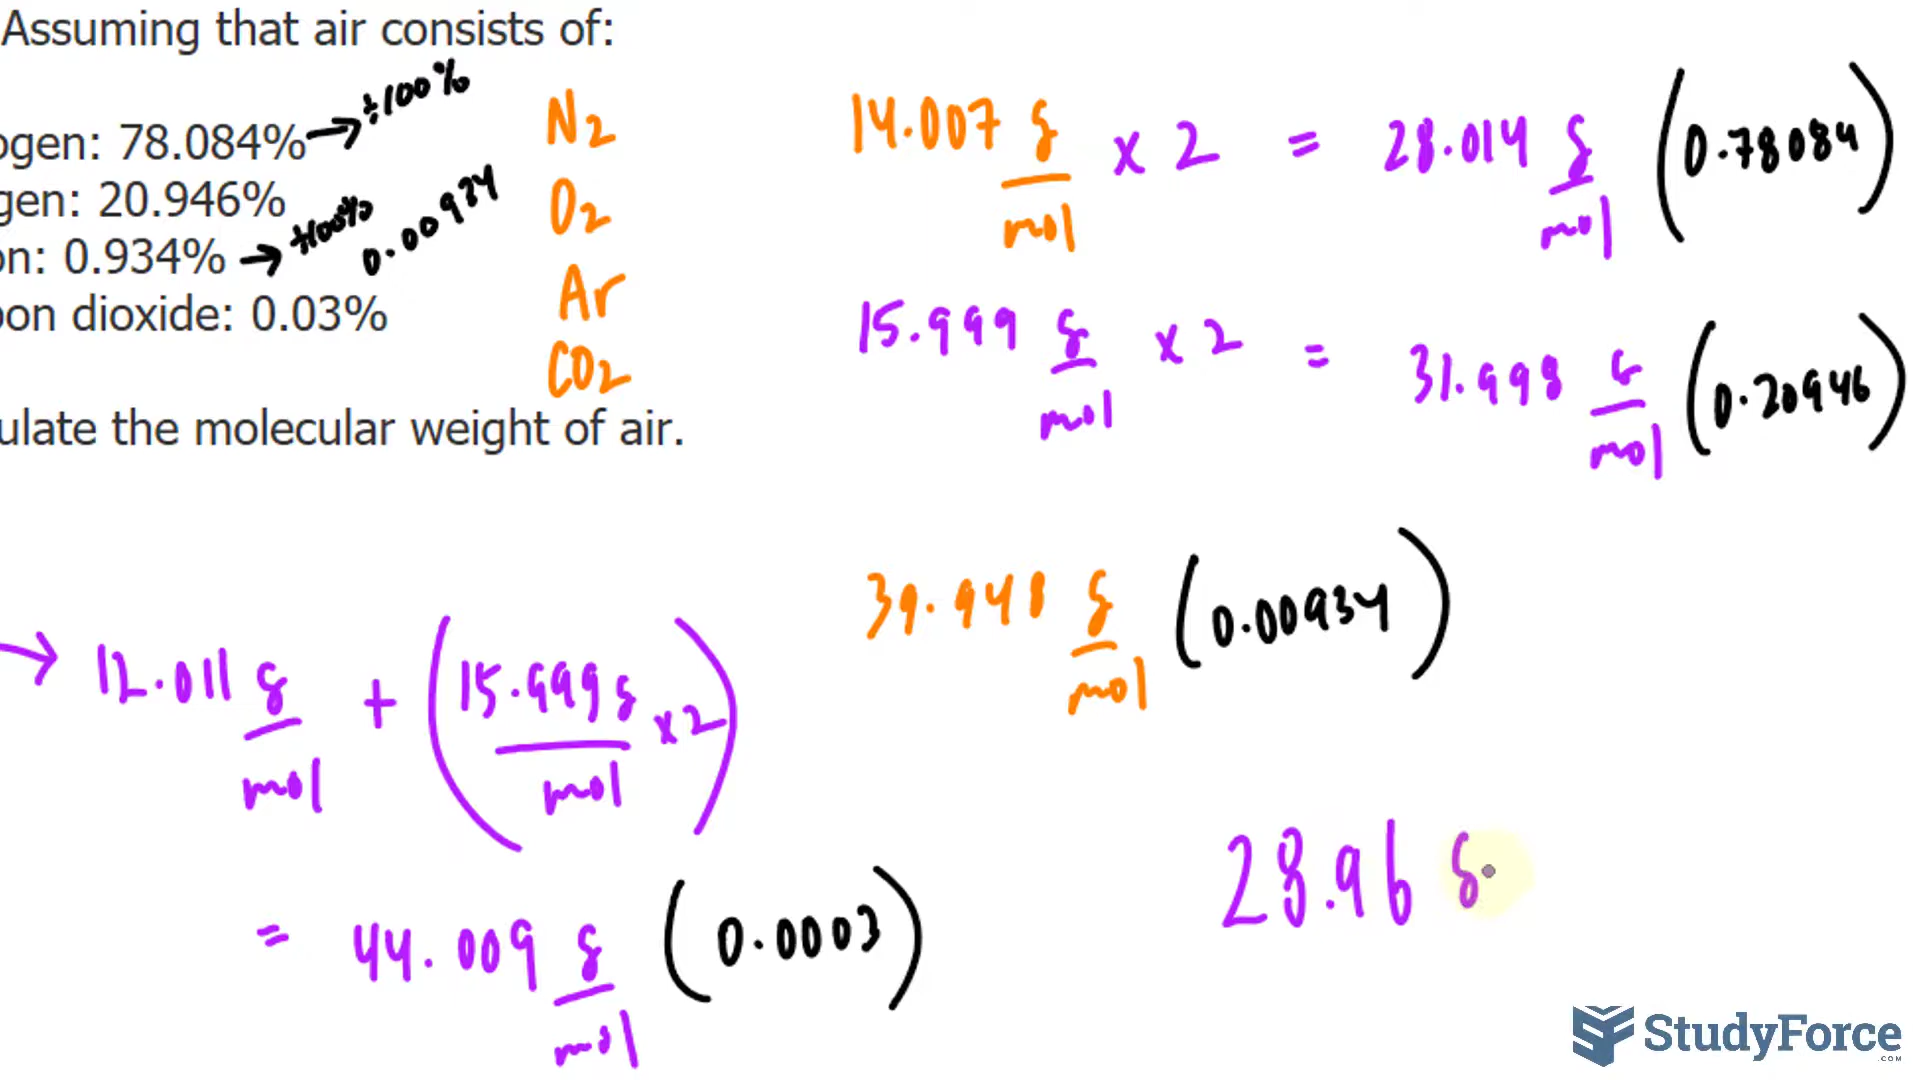 Assuming that air consists of:
ogen: 78.084% → ÷100%
gen: 20.946%
on: 0.934% → ÷100% 0.00934
bon dioxide: 0.03%
ulate the molecular weight of air.
N2
O2
Ar
CO2
14.007 g/mol x 2 = 28.014 g/mol (0.78084)
15.999 g/mol x 2 = 31.998 g/mol (0.20946)
39.948 g/mol (0.00934)
→ 12.011 g/mol + (15.999 g/mol x2)
= 44.009 g/mol (0.0003)
28.96 g
StudyForce
.COM